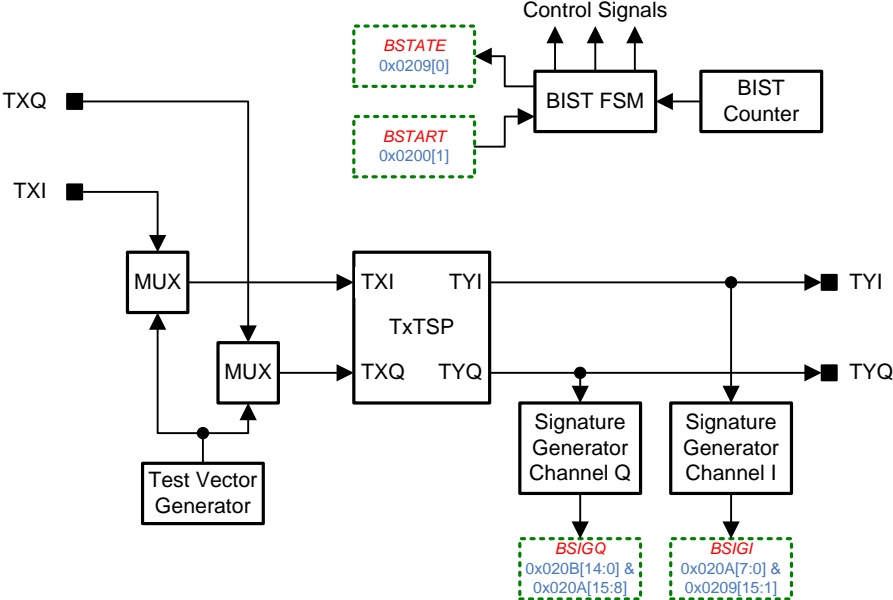 Control Signals
BSTATE
0x0209[0]
BIST FSM
BIST
Counter
BSTART
0x0200[1]
TXQ
TXI
MUX
TXI
TYI
TYI
TxTSP
MUX
TXQ
TYQ
TYQ
Signature
Generator
Channel Q
Signature
Generator
Channel I
Test Vector
Generator
BSIGQ
0x020B[14:0] &
0x020A[15:8]
BSIGI
0x020A[7:0] &
0x0209[15:1]